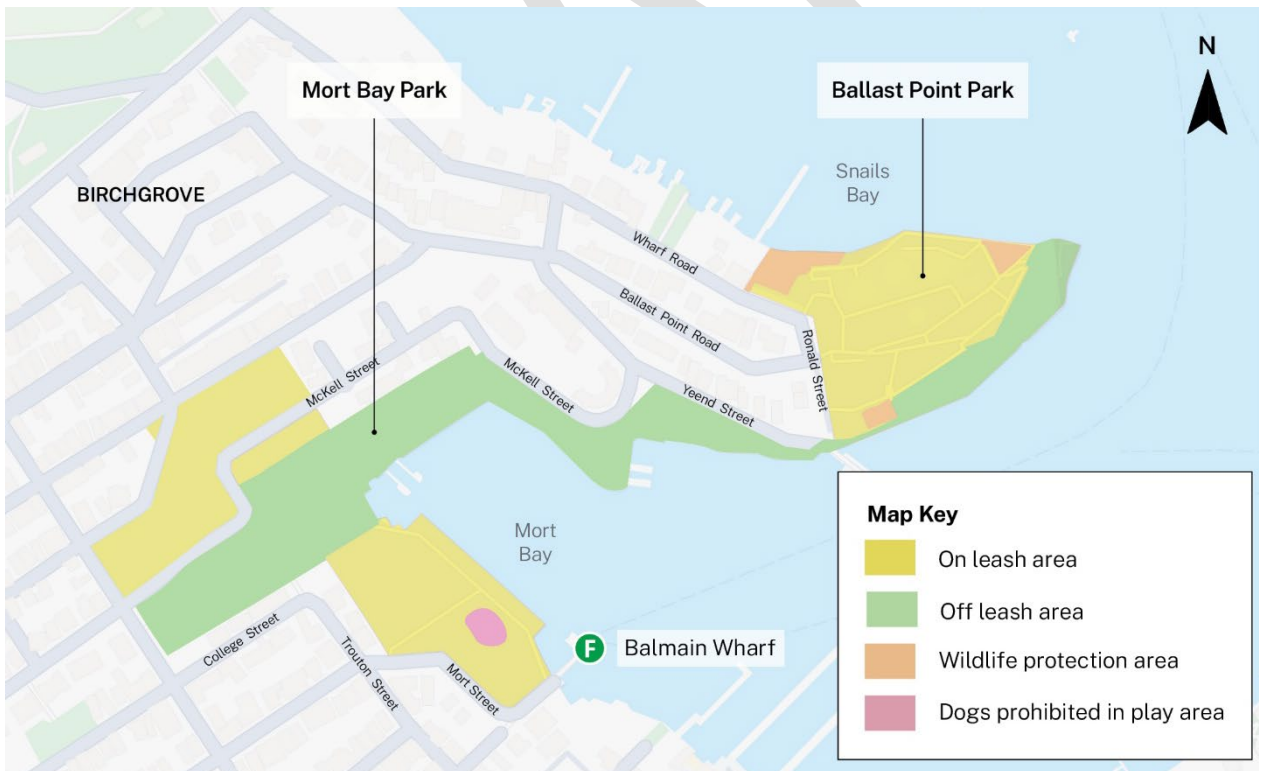 Mort Bay Park
Ballast Point Park
N
BIRCHGROVE
Snails
Bay
Wharf Road
Ballast Point Road
Ronald Street
McKell Street
McKell Street
Yeend Street
Mort
Bay
College Street
Trouton Street
Mort Street
F Balmain Wharf
Map Key
On leash area
Off leash area
Wildlife protection area
Dogs prohibited in play area